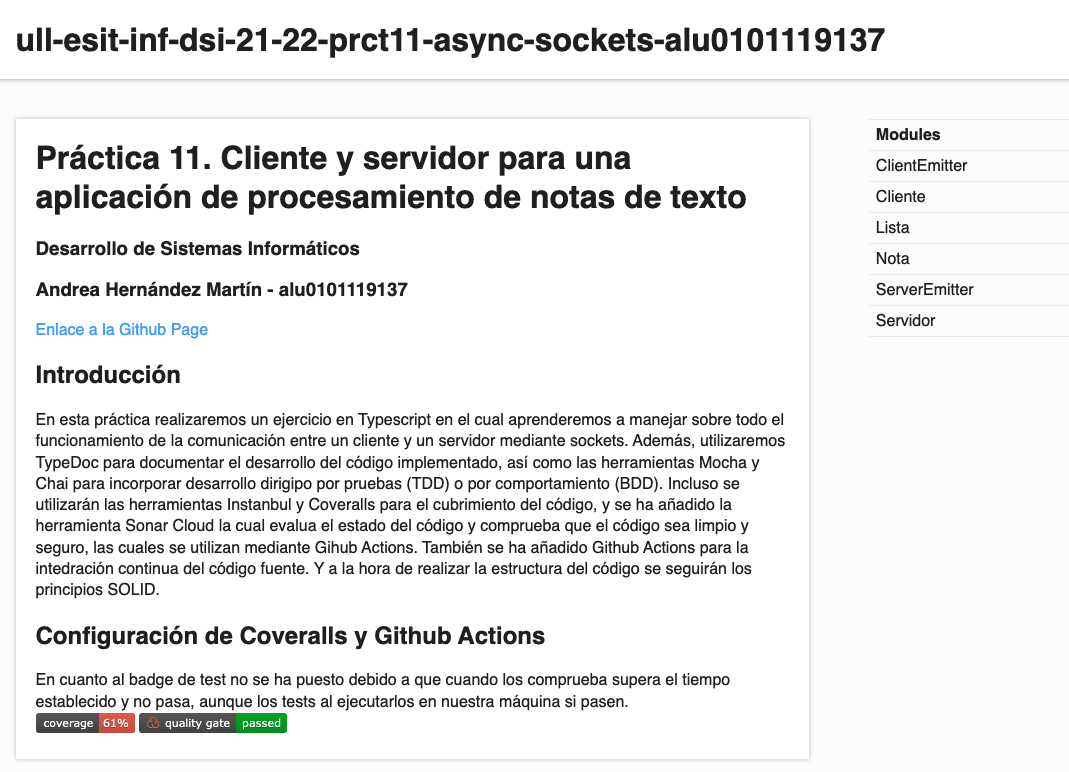 ull-esit-inf-dsi-21-22-prct11-async-sockets-alu0101119137
Práctica 11. Cliente y servidor para una
aplicación de procesamiento de notas de texto
Desarrollo de Sistemas Informáticos
Andrea Hernández Martín - alu0101119137
Enlace a la Github Page
Introducción
En esta práctica realizaremos un ejercicio en Typescript en el cual aprenderemos a manejar sobre todo el
funcionamiento de la comunicación entre un cliente y un servidor mediante sockets. Además, utilizaremos
TypeDoc para documentar el desarrollo del código implementado, así como las herramientas Mocha y
Chai para incorporar desarrollo dirigipo por pruebas (TDD) o por comportamiento (BDD). Incluso se
utilizarán las herramientas Instanbul y Coveralls para el cubrimiento del código, y se ha añadido la
herramienta Sonar Cloud la cual evalua el estado del código y comprueba que el código sea limpio y
seguro, las cuales se utilizan mediante Gihub Actions. También se ha añadido Github Actions para la
intedración continua del código fuente. Y a la hora de realizar la estructura del código se seguirán los
principios SOLID.
Configuración de Coveralls y Github Actions
En cuanto al badge de test no se ha puesto debido a que cuando los comprueba supera el tiempo
establecido y no pasa, aunque los tests al ejecutarlos en nuestra máquina si pasen.
coverage 61% quality gate passed
Modules
ClientEmitter
Cliente
Lista
Nota
ServerEmitter
Servidor